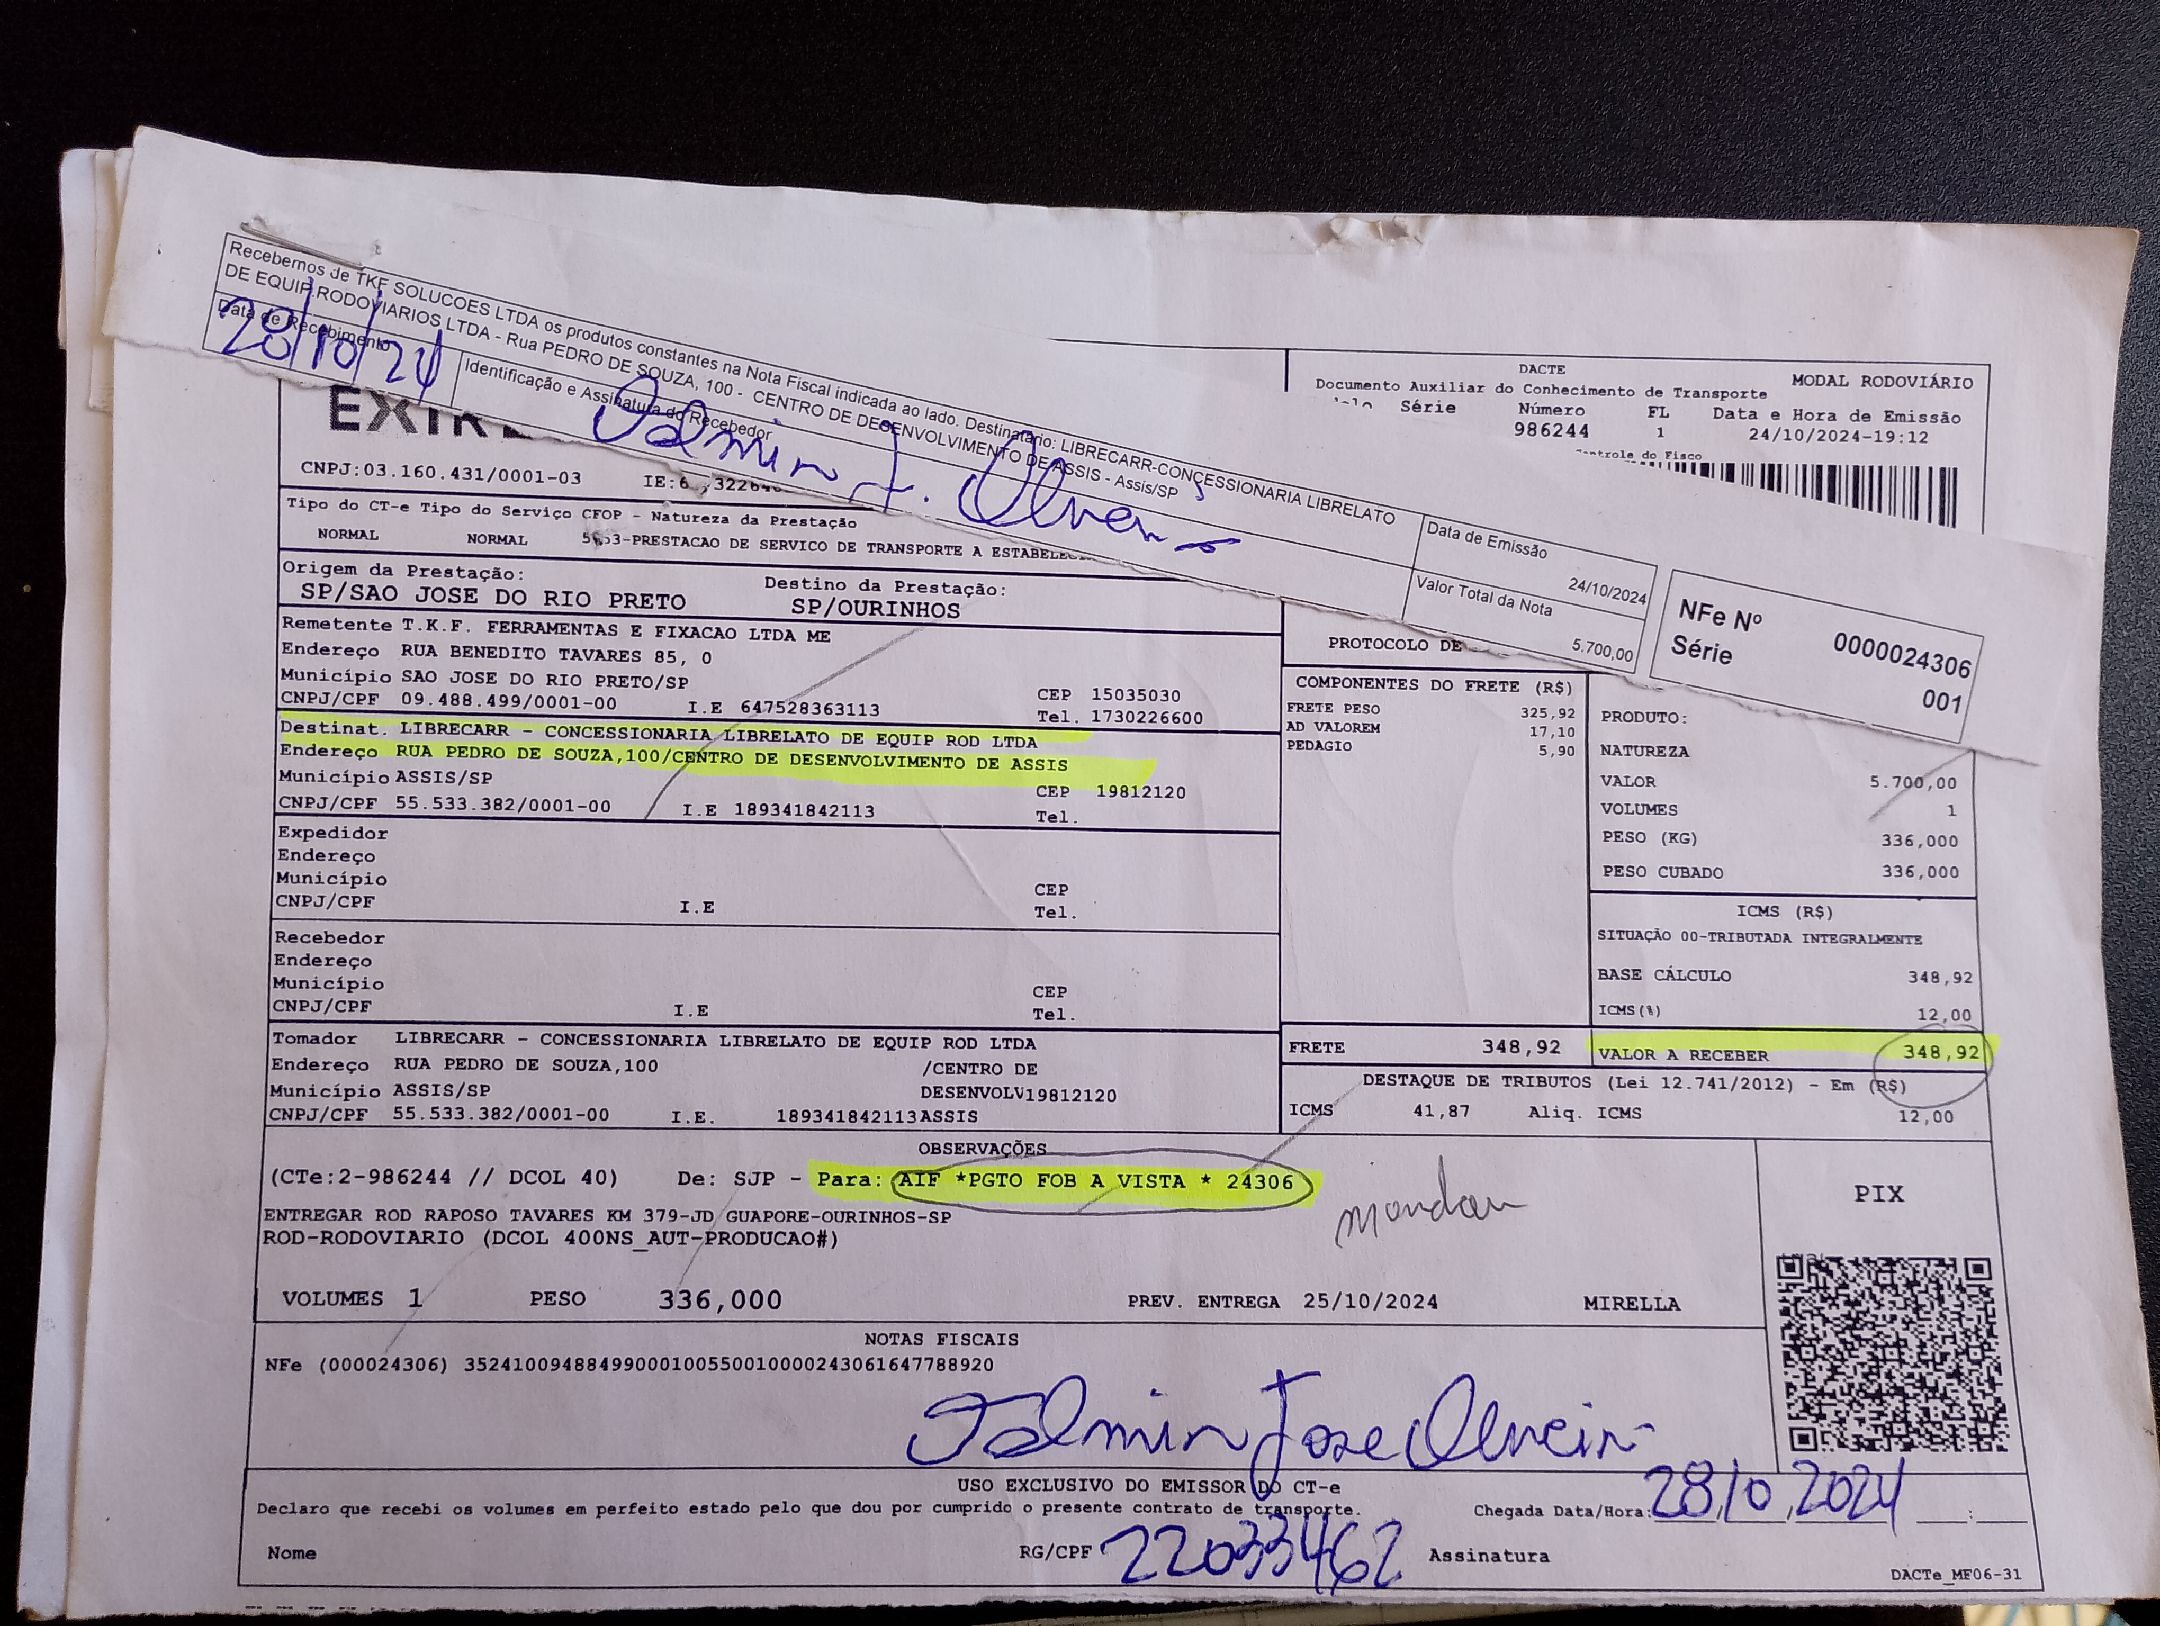 Recebemos de TKF SOLUCOES LTDA os produtos constantes na Nota Fiscal indicada ao lado. Destinatário: LIBRECARR-CONCESSIONARIA LIBRELATO
DE EQUIP.RODOVIARIOS LTDA - Rua PEDRO DE SOUZA, 100 - CENTRO DE DESENVOLVIMENTO DE ASSIS - Assis/SP
Data de Recebimento
28/10/24
Identificação e Assinatura do Recebedor
Data de Emissão
24/10/2024
Valor Total da Nota
5.700,00
NFe Nº 0000024306
Série 001
DACTE
MODAL RODOVIÁRIO
Documento Auxiliar do Conhecimento de Transporte
Série Número FL Data e Hora de Emissão
986244 1 24/10/2024-19:12
CNPJ:03.160.431/0001-03 IE:
Tipo do CT-e Tipo do Serviço CFOP - Natureza da Prestação
NORMAL NORMAL PRESTACAO DE SERVICO DE TRANSPORTE A
Origem da Prestação: Destino da Prestação:
SP/SAO JOSE DO RIO PRETO SP/OURINHOS
Remetente T.K.F. FERRAMENTAS E FIXACAO LTDA ME
Endereço RUA BENEDITO TAVARES 85, 0
Município SAO JOSE DO RIO PRETO/SP CEP 15035030
CNPJ/CPF 09.488.499/0001-00 I.E 647528363113 Tel. 1730226600
Destinat. LIBRECARR - CONCESSIONARIA LIBRELATO DE EQUIP ROD LTDA
Endereço RUA PEDRO DE SOUZA,100/CENTRO DE DESENVOLVIMENTO DE ASSIS
Município ASSIS/SP CEP 19812120
CNPJ/CPF 55.533.382/0001-00 I.E 189341842113 Tel.
Expedidor
Endereço
Município CEP
CNPJ/CPF I.E Tel.
Recebedor
Endereço
Município CEP
CNPJ/CPF I.E Tel.
Tomador LIBRECARR - CONCESSIONARIA LIBRELATO DE EQUIP ROD LTDA
Endereço RUA PEDRO DE SOUZA,100 /CENTRO DE
Município ASSIS/SP DESENVOLV19812120
CNPJ/CPF 55.533.382/0001-00 I.E. 189341842113ASSIS
PROTOCOLO DE
COMPONENTES DO FRETE (R$)
FRETE PESO 325,92
AD VALOREM 17,10
PEDAGIO 5,90
PRODUTO:
NATUREZA
VALOR 5.700,00
VOLUMES 1
PESO (KG) 336,000
PESO CUBADO 336,000
ICMS (R$)
SITUAÇÃO 00-TRIBUTADA INTEGRALMENTE
BASE CÁLCULO 348,92
ICMS(%) 12,00
FRETE 348,92 VALOR A RECEBER 348,92
DESTAQUE DE TRIBUTOS (Lei 12.741/2012) - Em (R$)
ICMS 41,87 Aliq. ICMS 12,00
OBSERVAÇÕES
(CTe:2-986244 // DCOL 40) De: SJP - Para: AIF *PGTO FOB A VISTA * 24306
ENTREGAR ROD RAPOSO TAVARES KM 379-JD GUAPORE-OURINHOS-SP
ROD-RODOVIARIO (DCOL 400NS_AUT-PRODUCAO#)
PIX
VOLUMES 1 PESO 336,000 PREV. ENTREGA 25/10/2024 MIRELLA
NOTAS FISCAIS
NFe (000024306) 35241009488499000100550010000243061647788920
USO EXCLUSIVO DO EMISSOR DO CT-e
Declaro que recebi os volumes em perfeito estado pelo que dou por cumprido o presente contrato de transporte. Chegada Data/Hora: 28/10/2024
Nome RG/CPF 22033462 Assinatura
DACTe_MF06-31